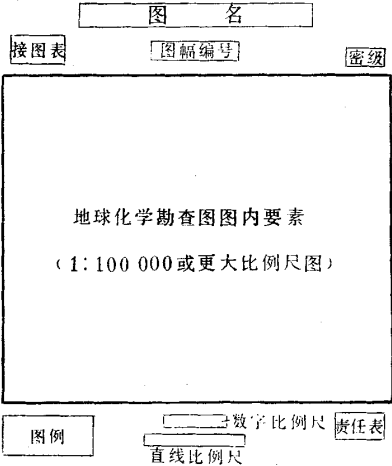 图名
接图表
图幅编号
密级
地球化学勘查图图内要素
(1:100 000或更大比例尺图)
数字比例尺
责任表
图例
直线比例尺